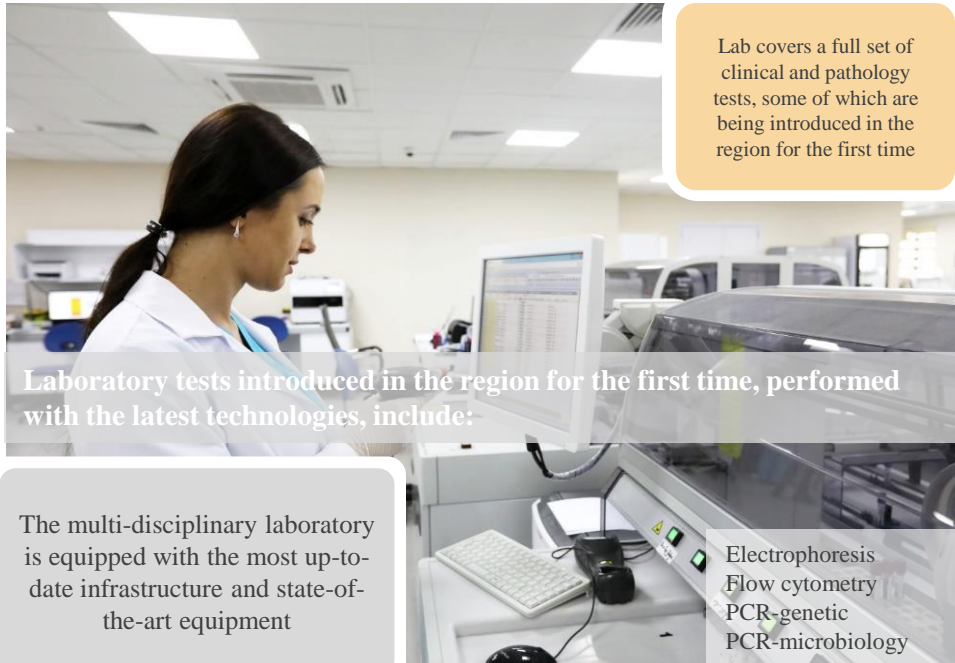 Lab covers a full set of
clinical and pathology
tests, some of which are
being introduced in the
region for the first time
Laboratory tests introduced in the region for the first time, performed
with the latest technologies, include:
The multi-disciplinary laboratory
is equipped with the most up-to-
date infrastructure and state-of-
the-art equipment
Electrophoresis
Flow cytometry
PCR-genetic
PCR-microbiology